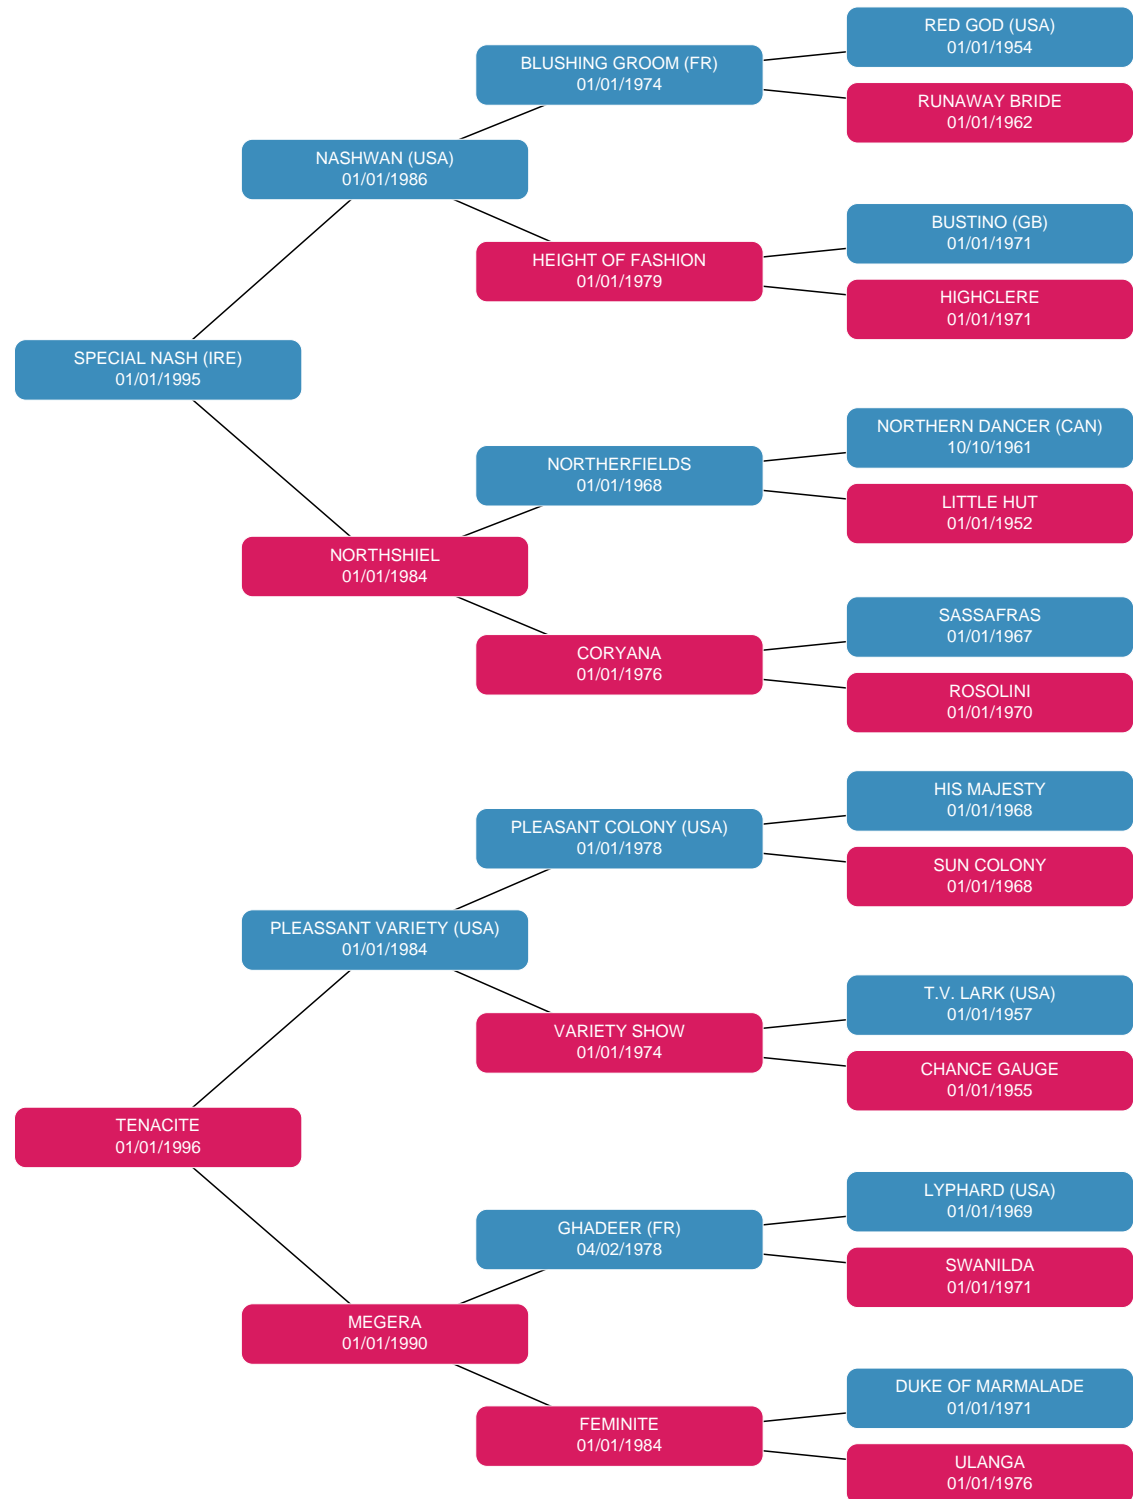 RED GOD (USA)
01/01/1954
BLUSHING GROOM (FR)
01/01/1974
RUNAWAY BRIDE
01/01/1962
NASHWAN (USA)
01/01/1986
BUSTINO (GB)
01/01/1971
HEIGHT OF FASHION
01/01/1979
HIGHCLERE
01/01/1971
SPECIAL NASH (IRE)
01/01/1995
NORTHERN DANCER (CAN)
10/10/1961
NORTHERFIELDS
01/01/1968
LITTLE HUT
01/01/1952
NORTHSHIEL
01/01/1984
SASSAFRAS
01/01/1967
CORYANA
01/01/1976
ROSOLINI
01/01/1970
HIS MAJESTY
01/01/1968
PLEASANT COLONY (USA)
01/01/1978
SUN COLONY
01/01/1968
PLEASSANT VARIETY (USA)
01/01/1984
T.V. LARK (USA)
01/01/1957
VARIETY SHOW
01/01/1974
CHANCE GAUGE
01/01/1955
TENACITE
01/01/1996
LYPHARD (USA)
01/01/1969
GHADEER (FR)
04/02/1978
SWANILDA
01/01/1971
MEGERA
01/01/1990
DUKE OF MARMALADE
01/01/1971
FEMINITE
01/01/1984
ULANGA
01/01/1976